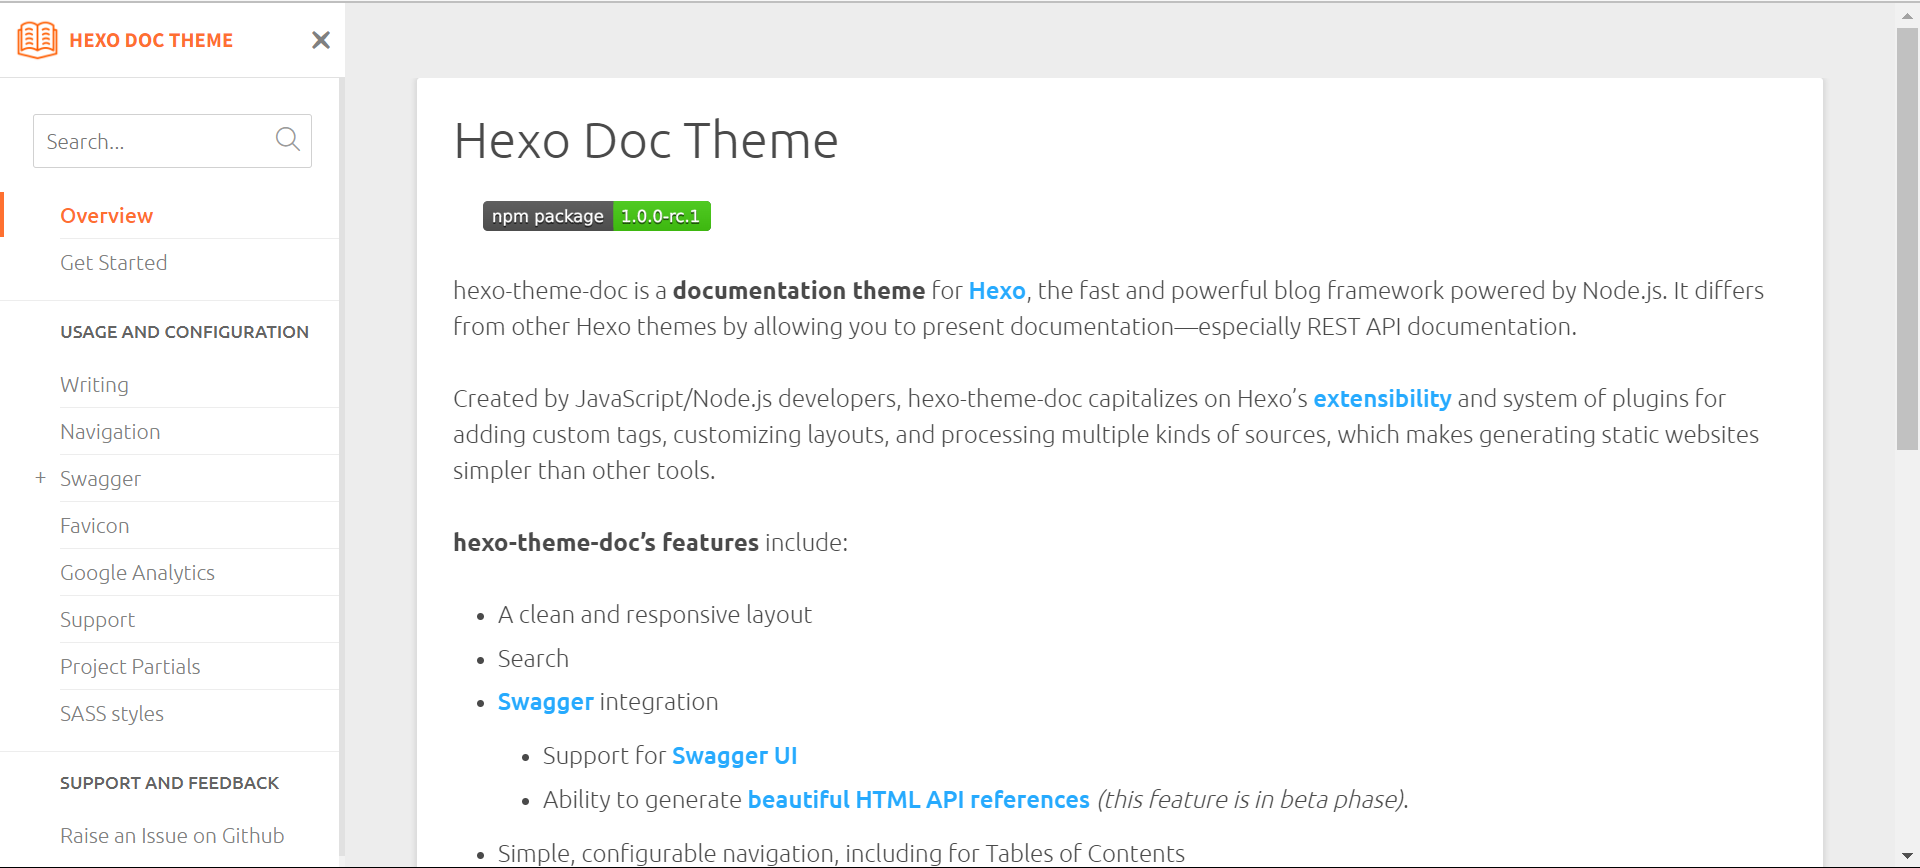 HEXO DOC THEME
Search...
Overview
Get Started
USAGE AND CONFIGURATION
Writing
Navigation
+ Swagger
Favicon
Google Analytics
Support
Project Partials
SASS styles
SUPPORT AND FEEDBACK
Raise an Issue on Github
Hexo Doc Theme
npm package 1.0.0-rc.1
hexo-theme-doc is a documentation theme for Hexo, the fast and powerful blog framework powered by Node.js. It differs
from other Hexo themes by allowing you to present documentation—especially REST API documentation.
Created by JavaScript/Node.js developers, hexo-theme-doc capitalizes on Hexo’s extensibility and system of plugins for
adding custom tags, customizing layouts, and processing multiple kinds of sources, which makes generating static websites
simpler than other tools.
hexo-theme-doc’s features include:
• A clean and responsive layout
• Search
• Swagger integration
• Support for Swagger UI
• Ability to generate beautiful HTML API references (this feature is in beta phase).
• Simple, configurable navigation, including for Tables of Contents